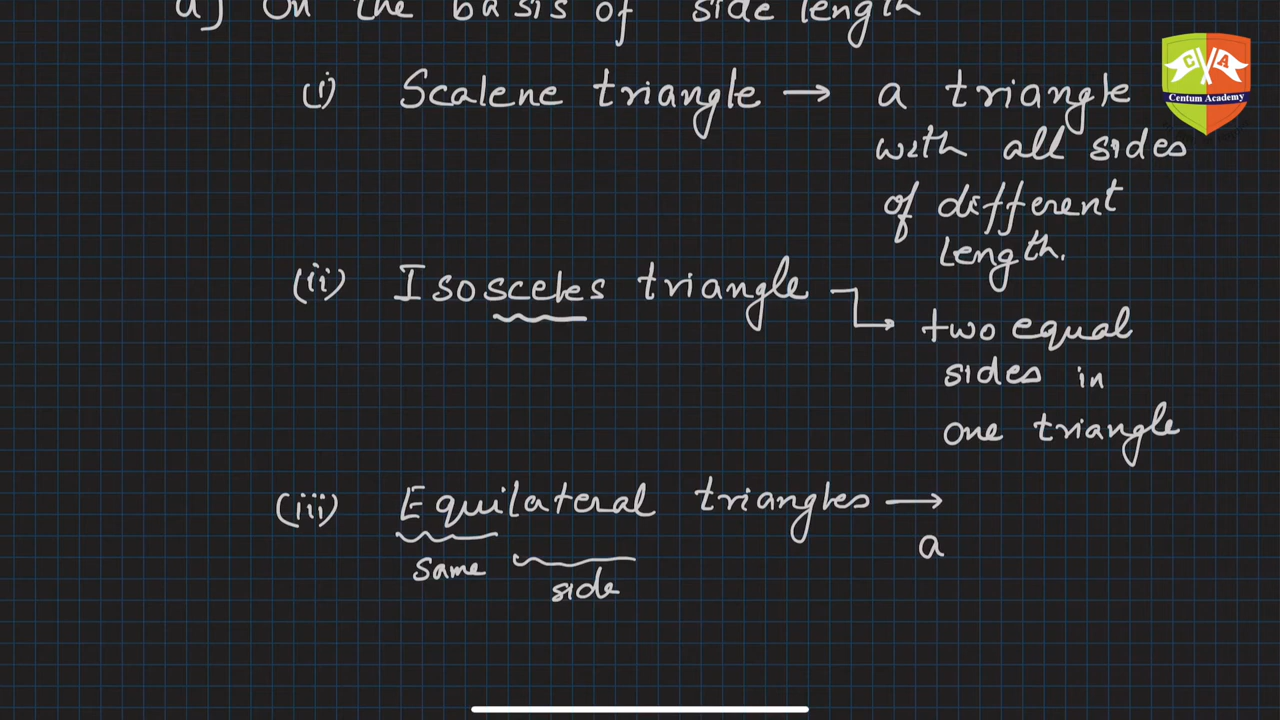 a) On the basis of side length
(i) Scalene triangle → a triangle
with all sides
of different
length.
(ii) Isosceles triangle
two equal
sides in
one triangle
(iii) Equilateral triangles →
a
same
side
CA
Centum Academy